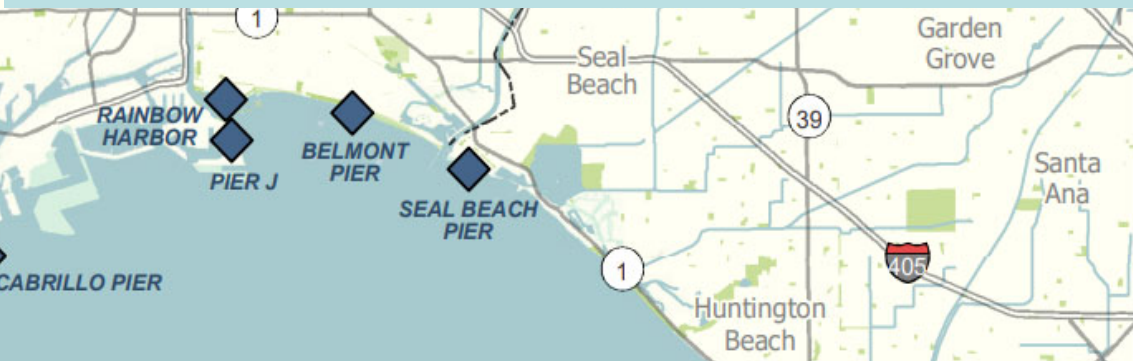 1
Garden
Grove
Seal
Beach
RAINBOW
HARBOR
39
BELMONT
PIER
Santa
Ana
PIER J
SEAL BEACH
PIER
1
405
CABRILLO PIER
Huntington
Beach